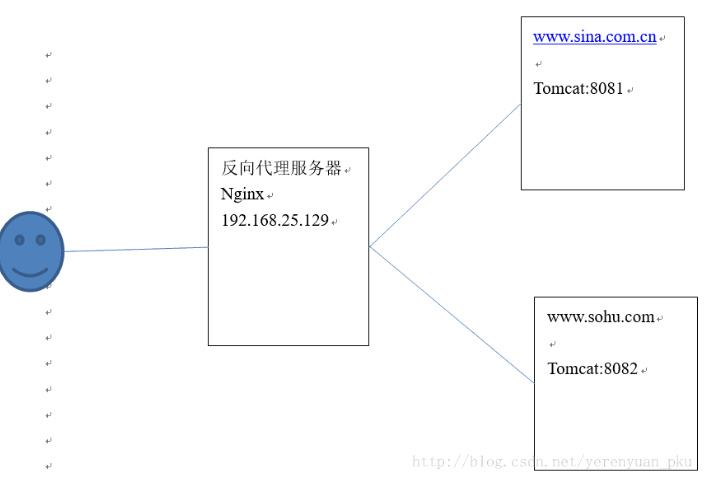 反向代理服务器
Nginx
192.168.25.129
www.sina.com.cn
Tomcat:8081
www.sohu.com
Tomcat:8082
http://blog.csdn.net/yerenyuan_pku